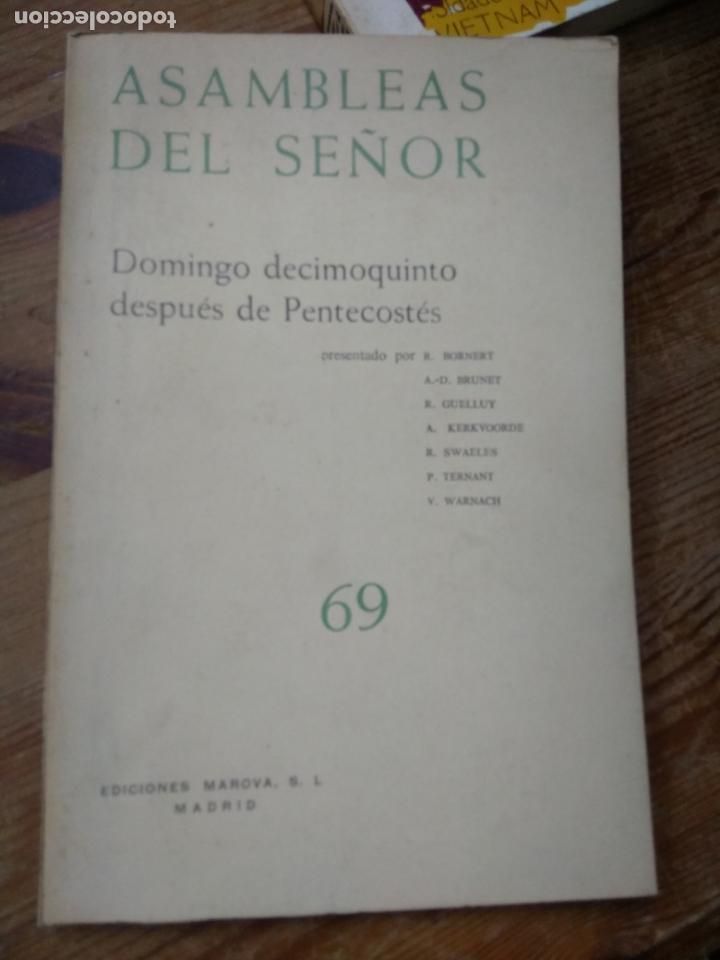 todocoleccion
VIETNAM
ASAMBLEAS
DEL SEÑOR
Domingo decimoquinto
después de Pentecostés
presentado por R. BORNERT
A.-D. BRUNET
R. GUELLUY
A. KERKVOORDE
R. SWAELES
P. TERNANT
V. WARNACH
69
EDICIONES MAROVA, S. L
MADRID